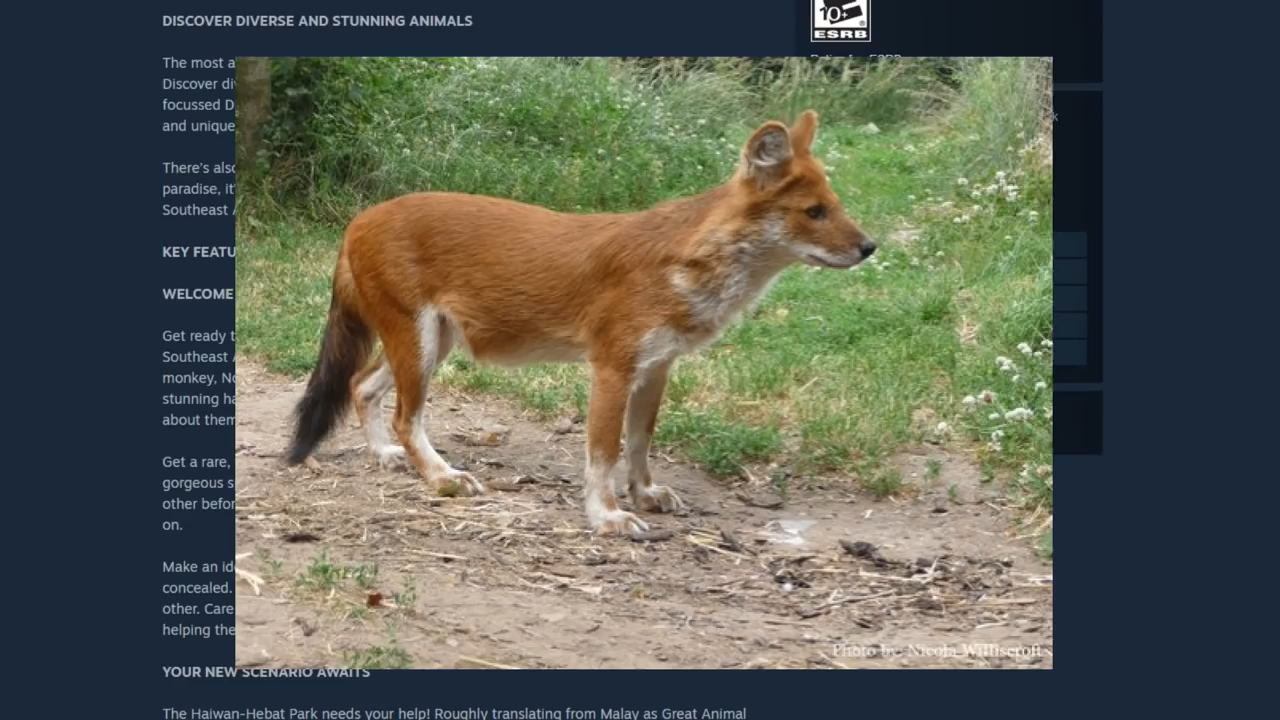 DISCOVER DIVERSE AND STUNNING ANIMALS
10+
ESRB
The most a
Discover di
focussed D
and unique
There's also
paradise, it'
Southeast A
KEY FEATU
WELCOME
Get ready t
Southeast A
monkey, No
stunning ha
about them
Get a rare,
gorgeous s
other befor
on.
Make an id
concealed.
other. Care
helping the
Photo by: Nicola Williscroft
YOUR NEW SCENARIO AWAITS
The Haiwan-Hebat Park needs your help! Roughly translating from Malay as Great Animal